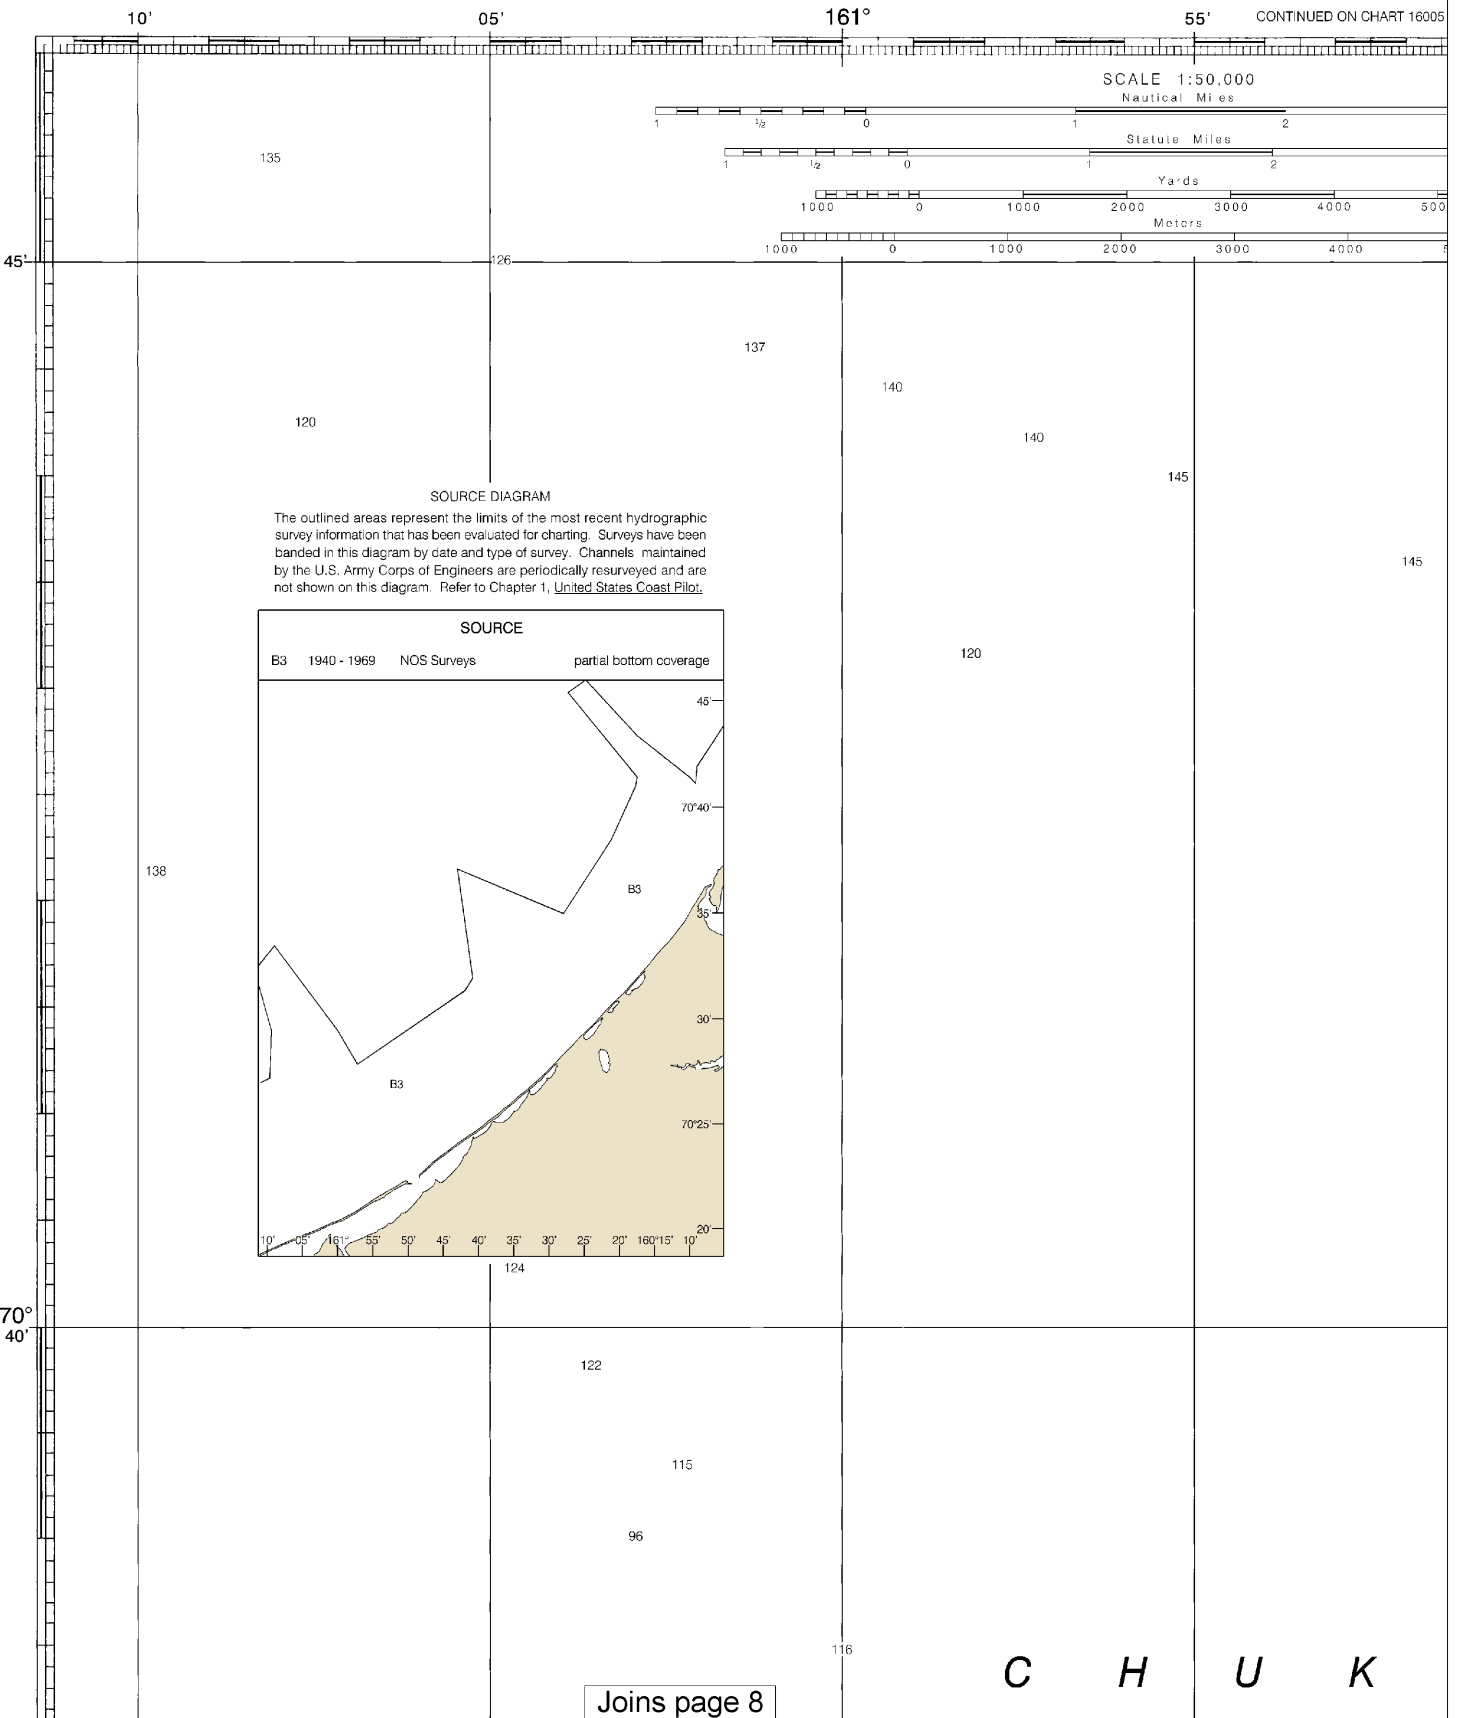 10' 05' 161° 55' CONTINUED ON CHART 16005
SCALE 1:50,000
Nautical Miles
1 1/2 0 1 2
Statute Miles
135
1 1/2 0 1 2
Yards
1000 0 1000 2000 3000 4000 500
Meters
1000 0 1000 2000 3000 4000 5
45' 126
137
140
120
140
145
SOURCE DIAGRAM
The outlined areas represent the limits of the most recent hydrographic
survey information that has been evaluated for charting. Surveys have been
banded in this diagram by date and type of survey. Channels maintained
by the U.S. Army Corps of Engineers are periodically resurveyed and are
not shown on this diagram. Refer to Chapter 1, United States Coast Pilot.
145
SOURCE
B3 1940 - 1969 NOS Surveys partial bottom coverage
120
45'
70°40'
138
B3
35'
30'
B3
70°25'
20'
10' 05' 161° 55' 50' 45' 40' 35' 30' 25' 20' 160°15' 10'
124
70°
40'
122
115
96
116
C H U K
Joins page 8